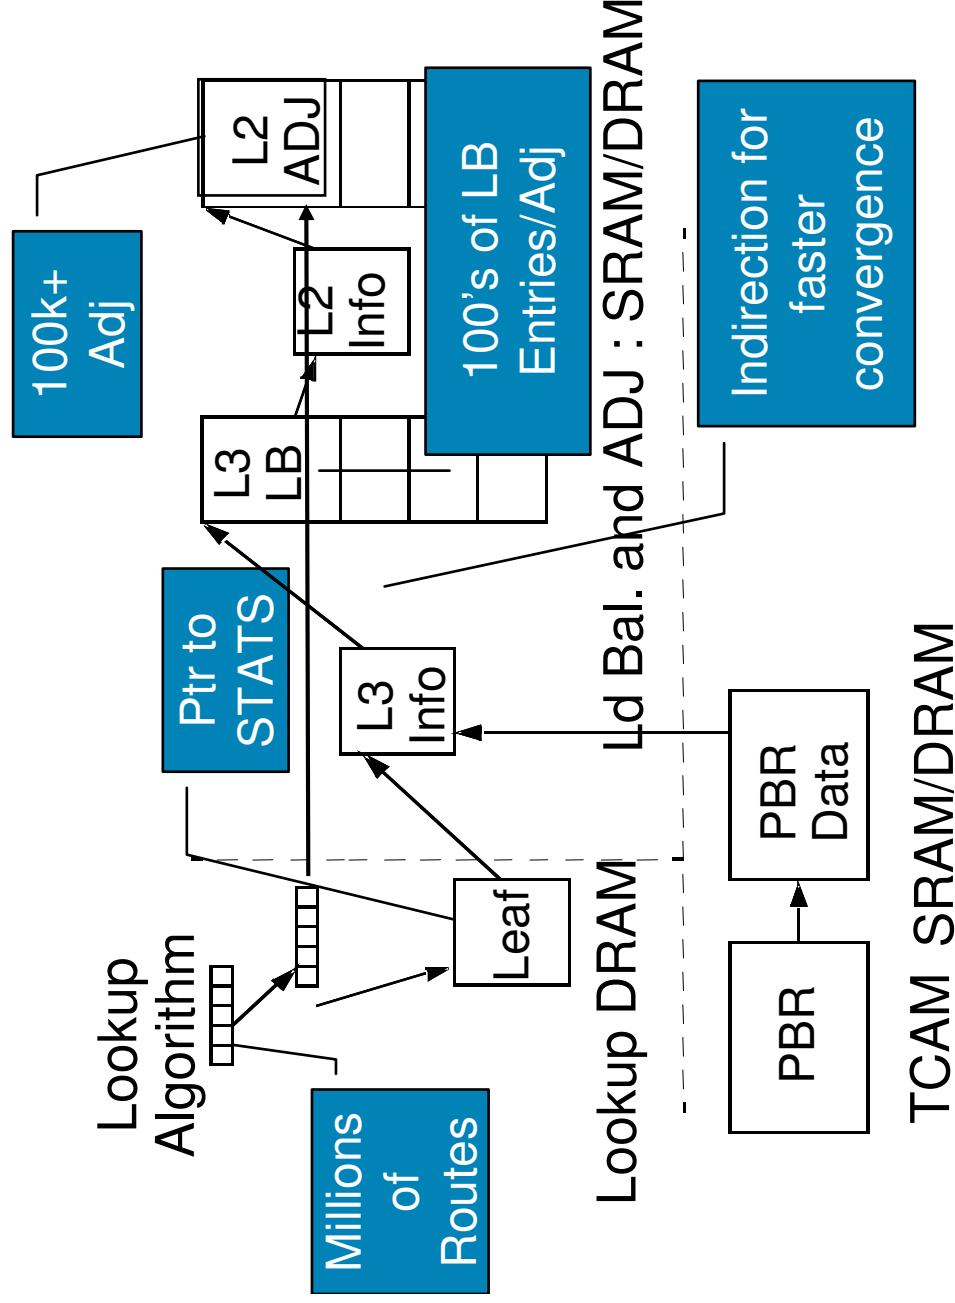 Lookup
Algorithm
Millions
of
Routes
Ptr to
STATS
100k+
Adj
L3
LB
L2
Info
L2
ADJ
Leaf
L3
Info
100's of LB
Entries/Adj
Lookup DRAM
Ld Bal. and ADJ : SRAM/DRAM
PBR
PBR
Data
Indirection for
faster
convergence
TCAM SRAM/DRAM